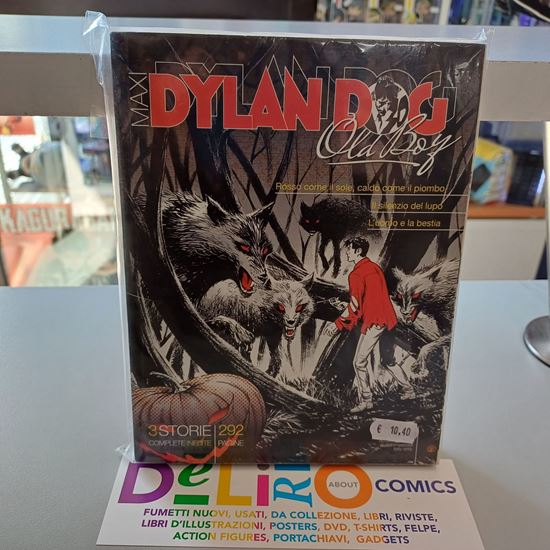 MAXI
DYLAN DOG
Old Boy
Rosso come il sole, caldo come il piombo
Il silenzio del lupo
L'uomo e la bestia
KAGUR
3 STORIE 292
COMPLETE INEDITE PAGINE
€ 10,40
DeLiRiO
ABOUT COMICS
FUMETTI NUOVI, USATI, DA COLLEZIONE, LIBRI, RIVISTE,
LIBRI D'ILLUSTRAZIONI, POSTERS, DVD, T-SHIRTS, FELPE,
ACTION FIGURES, PORTACHIAVI, GADGETS